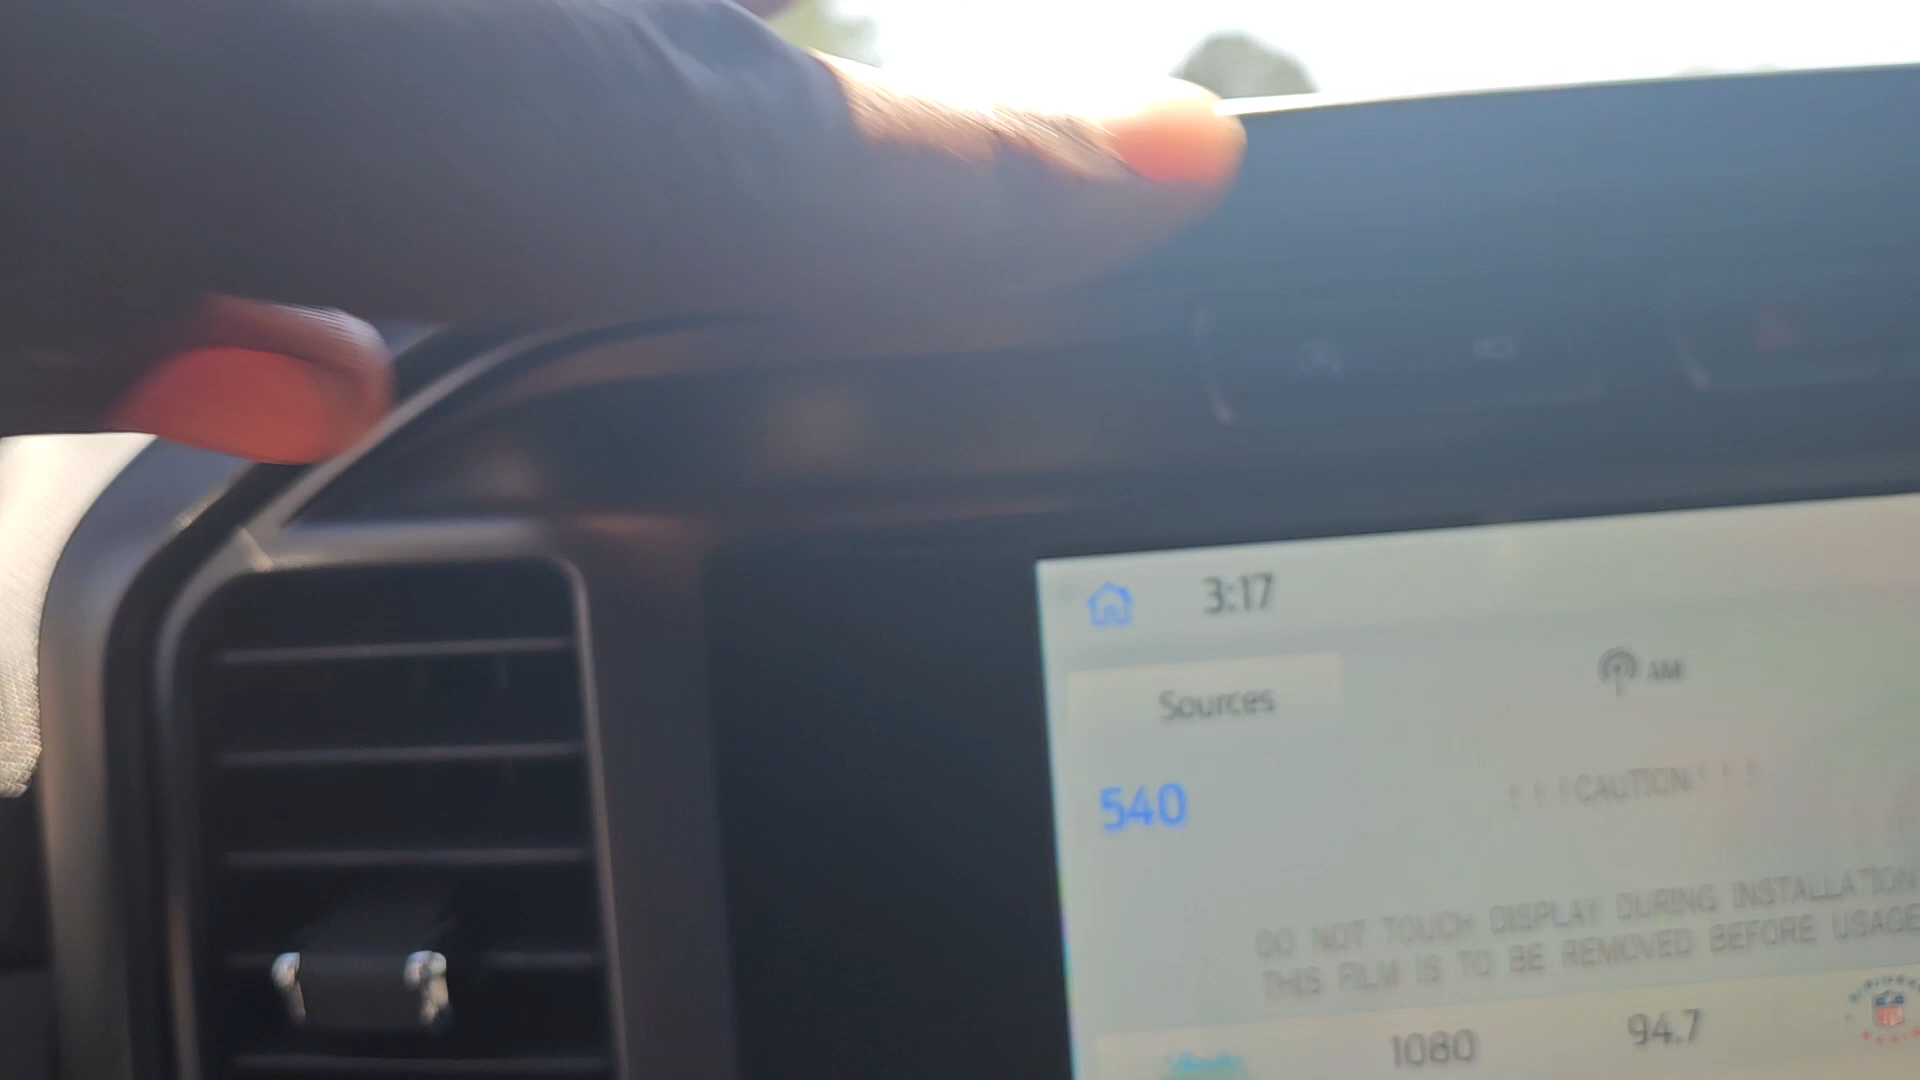 3:17
Sources
AM
540
! ! ! CAUTION ! ! !
DO NOT TOUCH DISPLAY DURING INSTALLATION
THIS FILM IS TO BE REMOVED BEFORE USAGE
1080
94.7
NFL